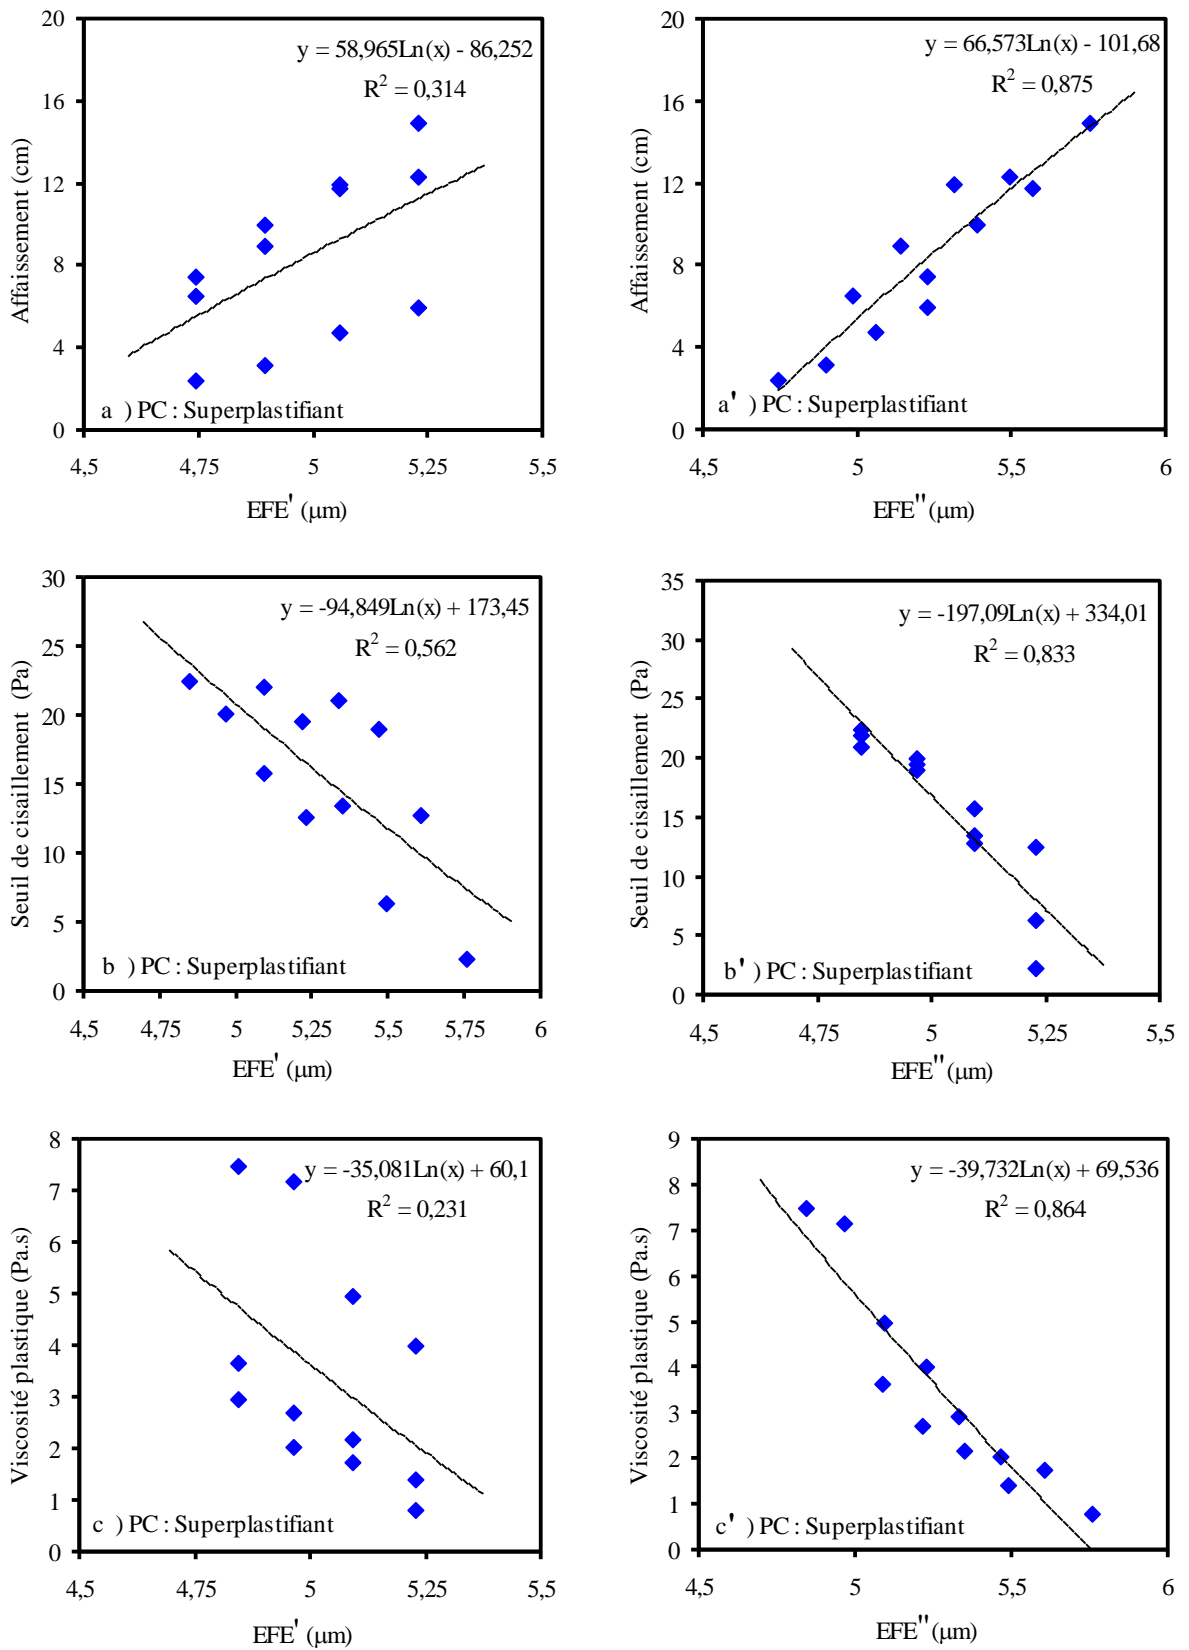 y = 58,965Ln(x) - 86,252
R² = 0,314
20
16
12
8
4
0
Affaissement (cm)
a ) PC : Superplastifiant
4,5 4,75 5 5,25 5,5
EFE' (μm)
y = 66,573Ln(x) - 101,68
R² = 0,875
20
16
12
8
4
0
Affaissement (cm)
a' ) PC : Superplastifiant
4,5 5 5,5 6
EFE'' (μm)
y = -94,849Ln(x) + 173,45
R² = 0,562
30
25
20
15
10
5
0
Seuil de cisaillement (Pa)
b ) PC : Superplastifiant
4,5 4,75 5 5,25 5,5 5,75 6
EFE' (μm)
y = -197,09Ln(x) + 334,01
R² = 0,833
35
30
25
20
15
10
5
0
Seuil de cisaillement (Pa)
b' ) PC : Superplastifiant
4,5 4,75 5 5,25 5,5
EFE'' (μm)
y = -35,081Ln(x) + 60,1
R² = 0,231
8
7
6
5
4
3
2
1
0
Viscosité plastique (Pa.s)
c ) PC : Superplastifiant
4,5 4,75 5 5,25 5,5
EFE' (μm)
y = -39,732Ln(x) + 69,536
R² = 0,864
9
8
7
6
5
4
3
2
1
0
Viscosité plastique (Pa.s)
c' ) PC : Superplastifiant
4,5 5 5,5 6
EFE'' (μm)